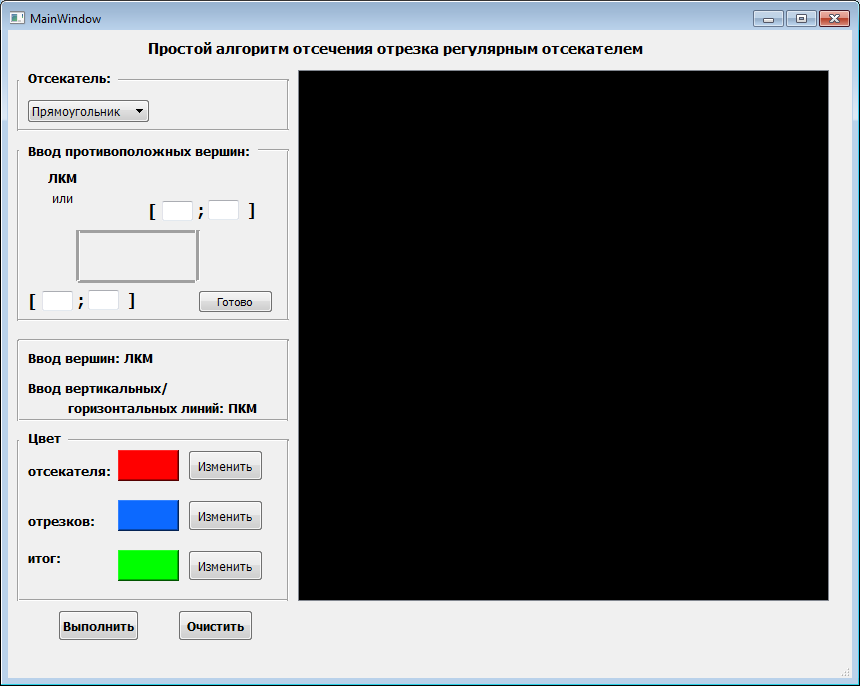 MainWindow
Простой алгоритм отсечения отрезка регулярным отсекателем
Отсекатель:
Прямоугольник
Ввод противоположных вершин:
ЛКМ
или
[ ; ]
[ ; ]
Готово
Ввод вершин: ЛКМ
Ввод вертикальных/
горизонтальных линий: ПКМ
Цвет
отсекателя:
Изменить
отрезков:
Изменить
итог:
Изменить
Выполнить
Очистить